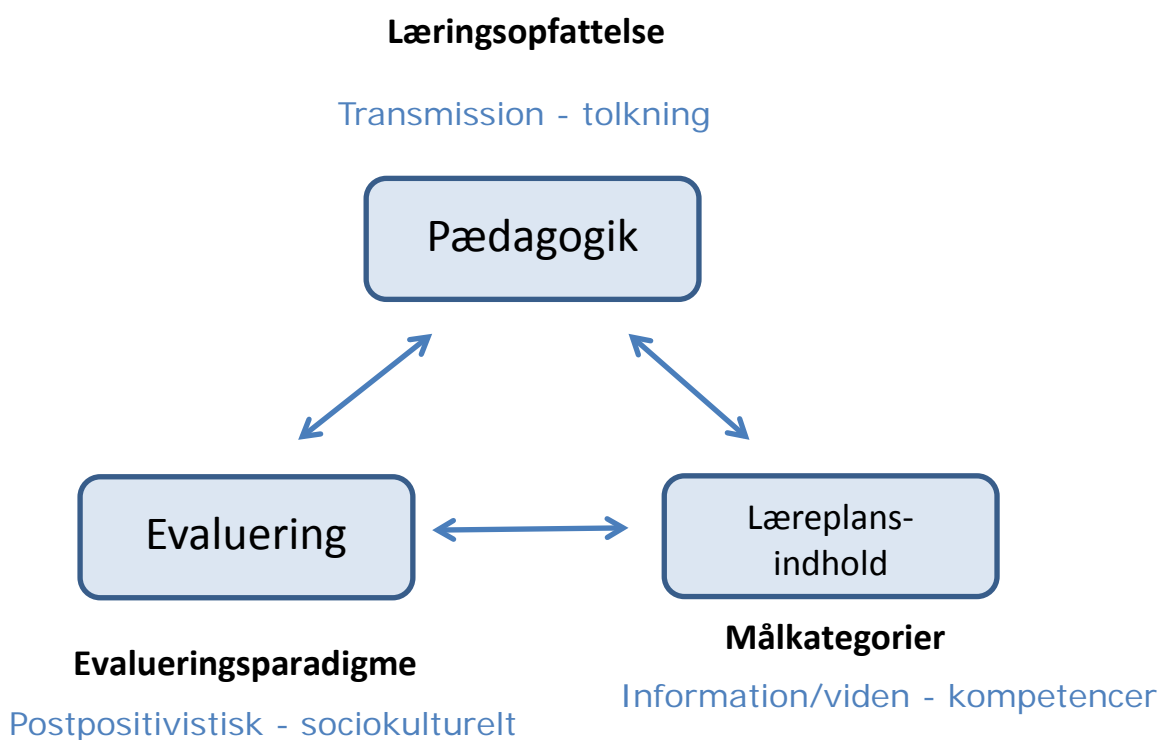 Læringsopfattelse
Transmission - tolkning
Pædagogik
Evaluering
Læreplans-
indhold
Evalueringsparadigme
Postpositivistisk - sociokulturelt
Målkategorier
Information/viden - kompetencer